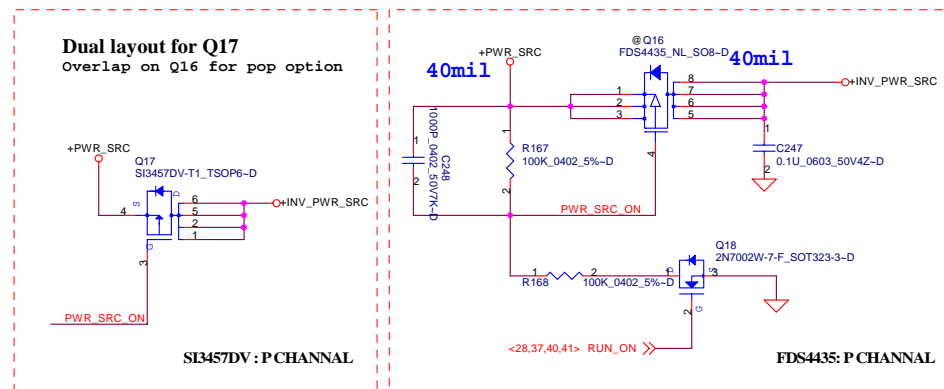 Dual layout for Q17
Overlap on Q16 for pop option
+PWR_SRC
Q17
SI3457DV-T1_TSOP6~D
4
S
D
6
5
2
1
+INV_PWR_SRC
G
3
PWR_SRC_ON
SI3457DV : P CHANNAL
+PWR_SRC
40mil
@Q16
FDS4435_NL_SO8~D
40mil
1
2
3
8
7
6
5
+INV_PWR_SRC
4
1
2
C248
1000P_0402_50V7K~D
1
R167
100K_0402_5%~D
2
1
C247
0.1U_0603_50V4Z~D
2
PWR_SRC_ON
1
R168
2
100K_0402_5%~D
Q18
2N7002W-7-F_SOT323-3~D
1
D
S
3
2
G
<28,37,40,41> RUN_ON
FDS4435: P CHANNAL